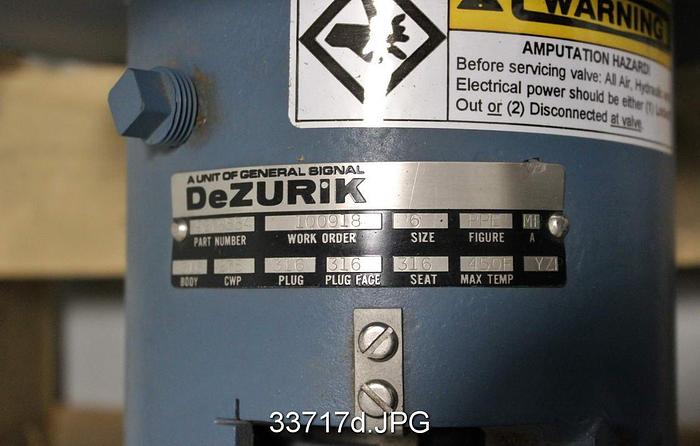 WARNING
AMPUTATION HAZARD!
Before servicing valve: All Air, Hydraulic
Electrical power should be either (1)
Out or (2) Disconnected at valve.
A UNIT OF GENERAL SIGNAL
DeZURiK
100918 6
PART NUMBER WORK ORDER SIZE FIGURE A
316 316 316 450F
BODY CWP PLUG PLUG FACE SEAT MAX TEMP
33717d.JPG